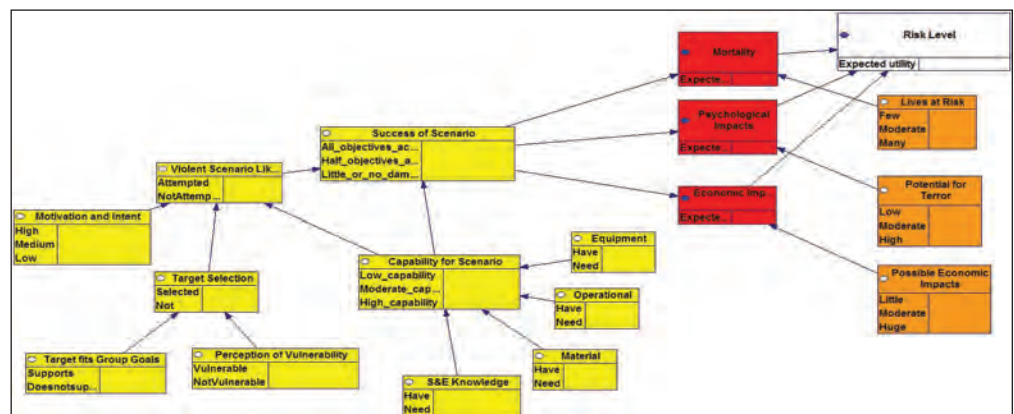 Risk Level
Expected utility
Mortality
Expecte...
Lives at Risk
Few
Moderate
Many
Psychological
Impacts
Expecte...
Success of Scenario
All_objectives_ac...
Half_objectives_a...
Little_or_no_dam...
Violent Scenario Lik...
Attempted
NotAttemp...
Potential for
Terror
Low
Moderate
High
Economic Imp...
Expecte...
Motivation and Intent
High
Medium
Low
Equipment
Have
Need
Capability for Scenario
Low_capability
Moderate_cap...
High_capability
Target Selection
Selected
Not
Possible Economic
Impacts
Little
Moderate
Huge
Operational
Have
Need
Target fits Group Goals
Supports
Doesnotsup...
Perception of Vulnerability
Vulnerable
NotVulnerable
Material
Have
Need
S&E Knowledge
Have
Need